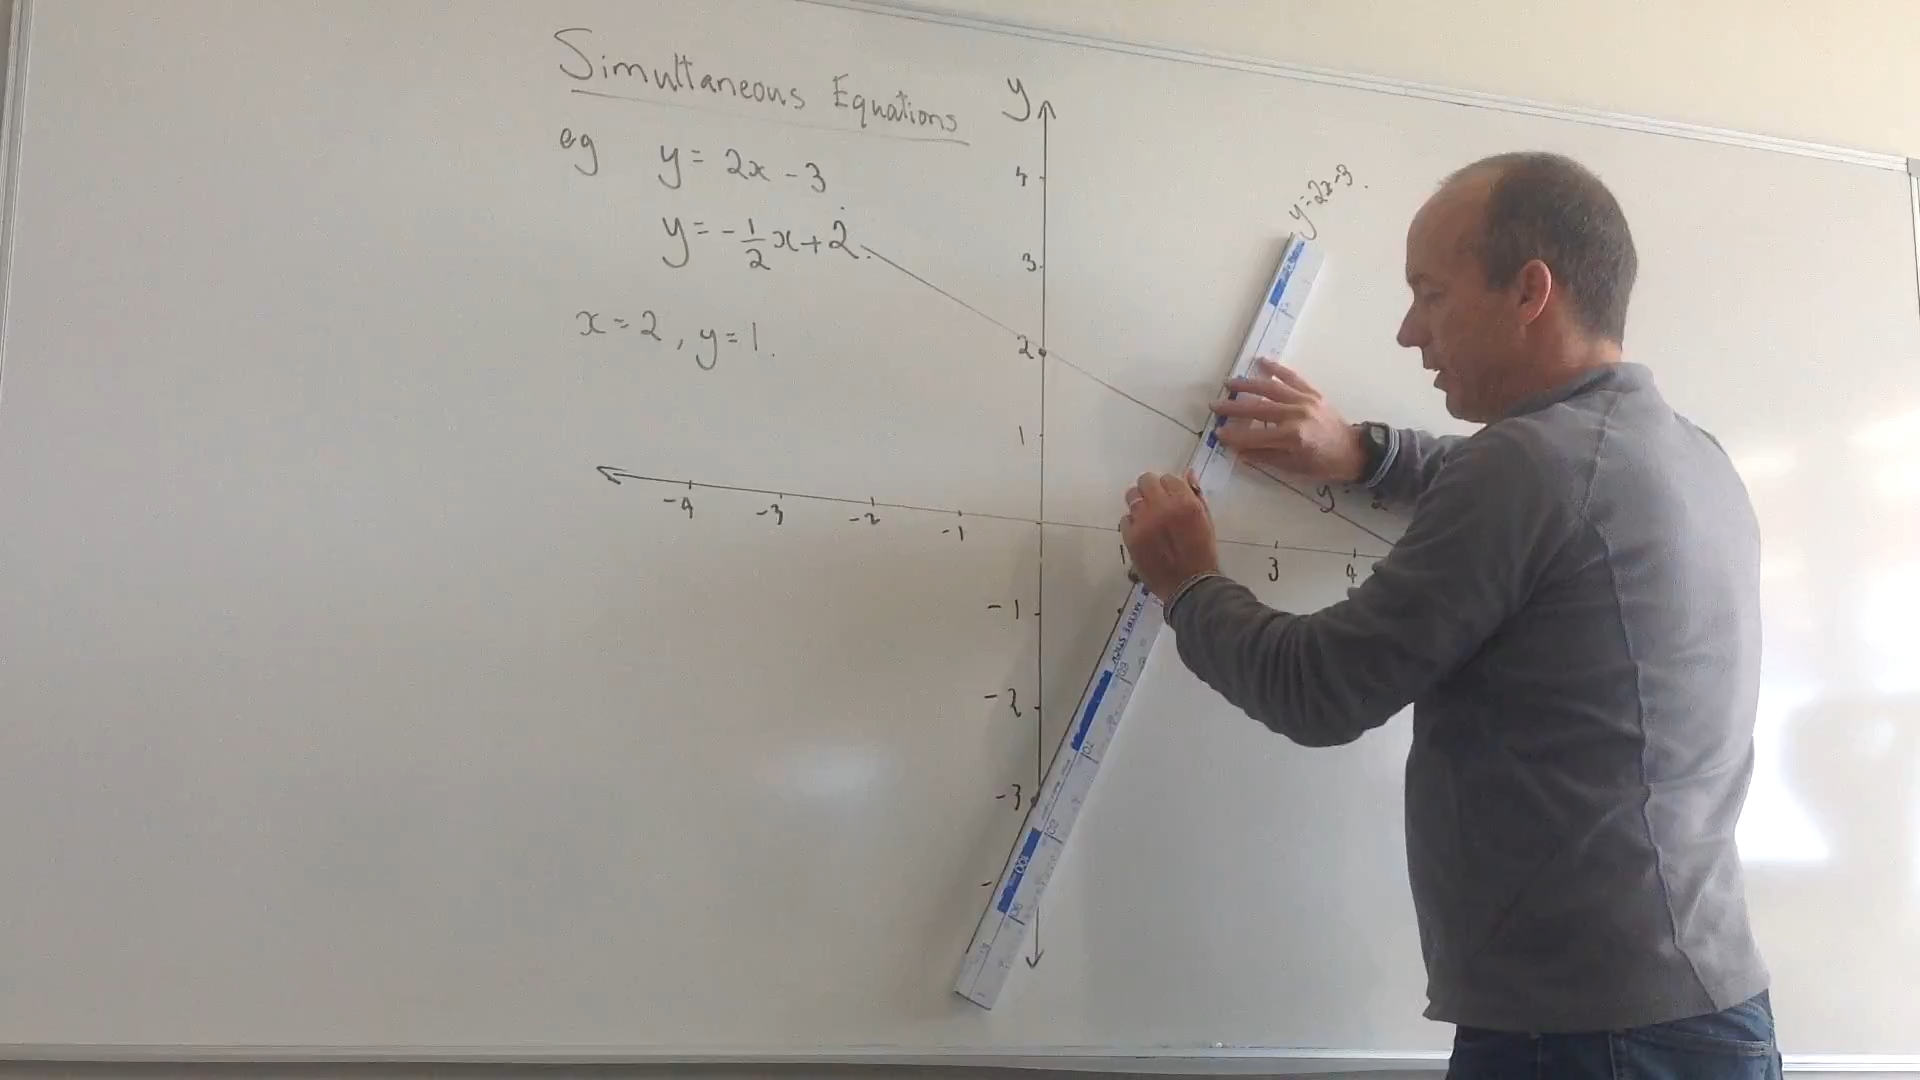 Simultaneous Equations
eg y = 2x - 3
y = -1/2 x + 2
x = 2, y = 1.
y
4
3
2
1
-4 -3 -2 -1 1 3 4
-1
-2
-3
y=2x-3
y